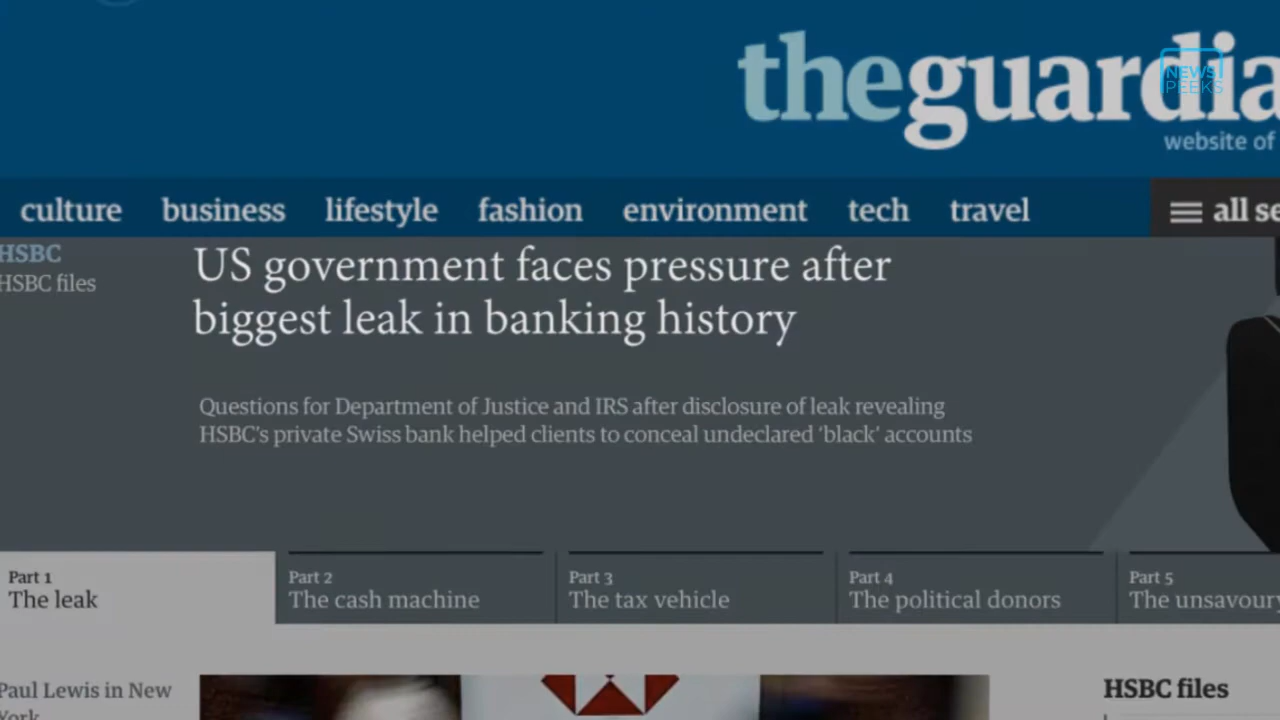 theguardia
NEWS
PEEKS
website of
culture business lifestyle fashion environment tech travel all se
HSBC
HSBC files
US government faces pressure after
biggest leak in banking history
Questions for Department of Justice and IRS after disclosure of leak revealing
HSBC's private Swiss bank helped clients to conceal undeclared 'black' accounts
Part 1
The leak
Part 2
The cash machine
Part 3
The tax vehicle
Part 4
The political donors
Part 5
The unsavoury
Paul Lewis in New
York
HSBC files